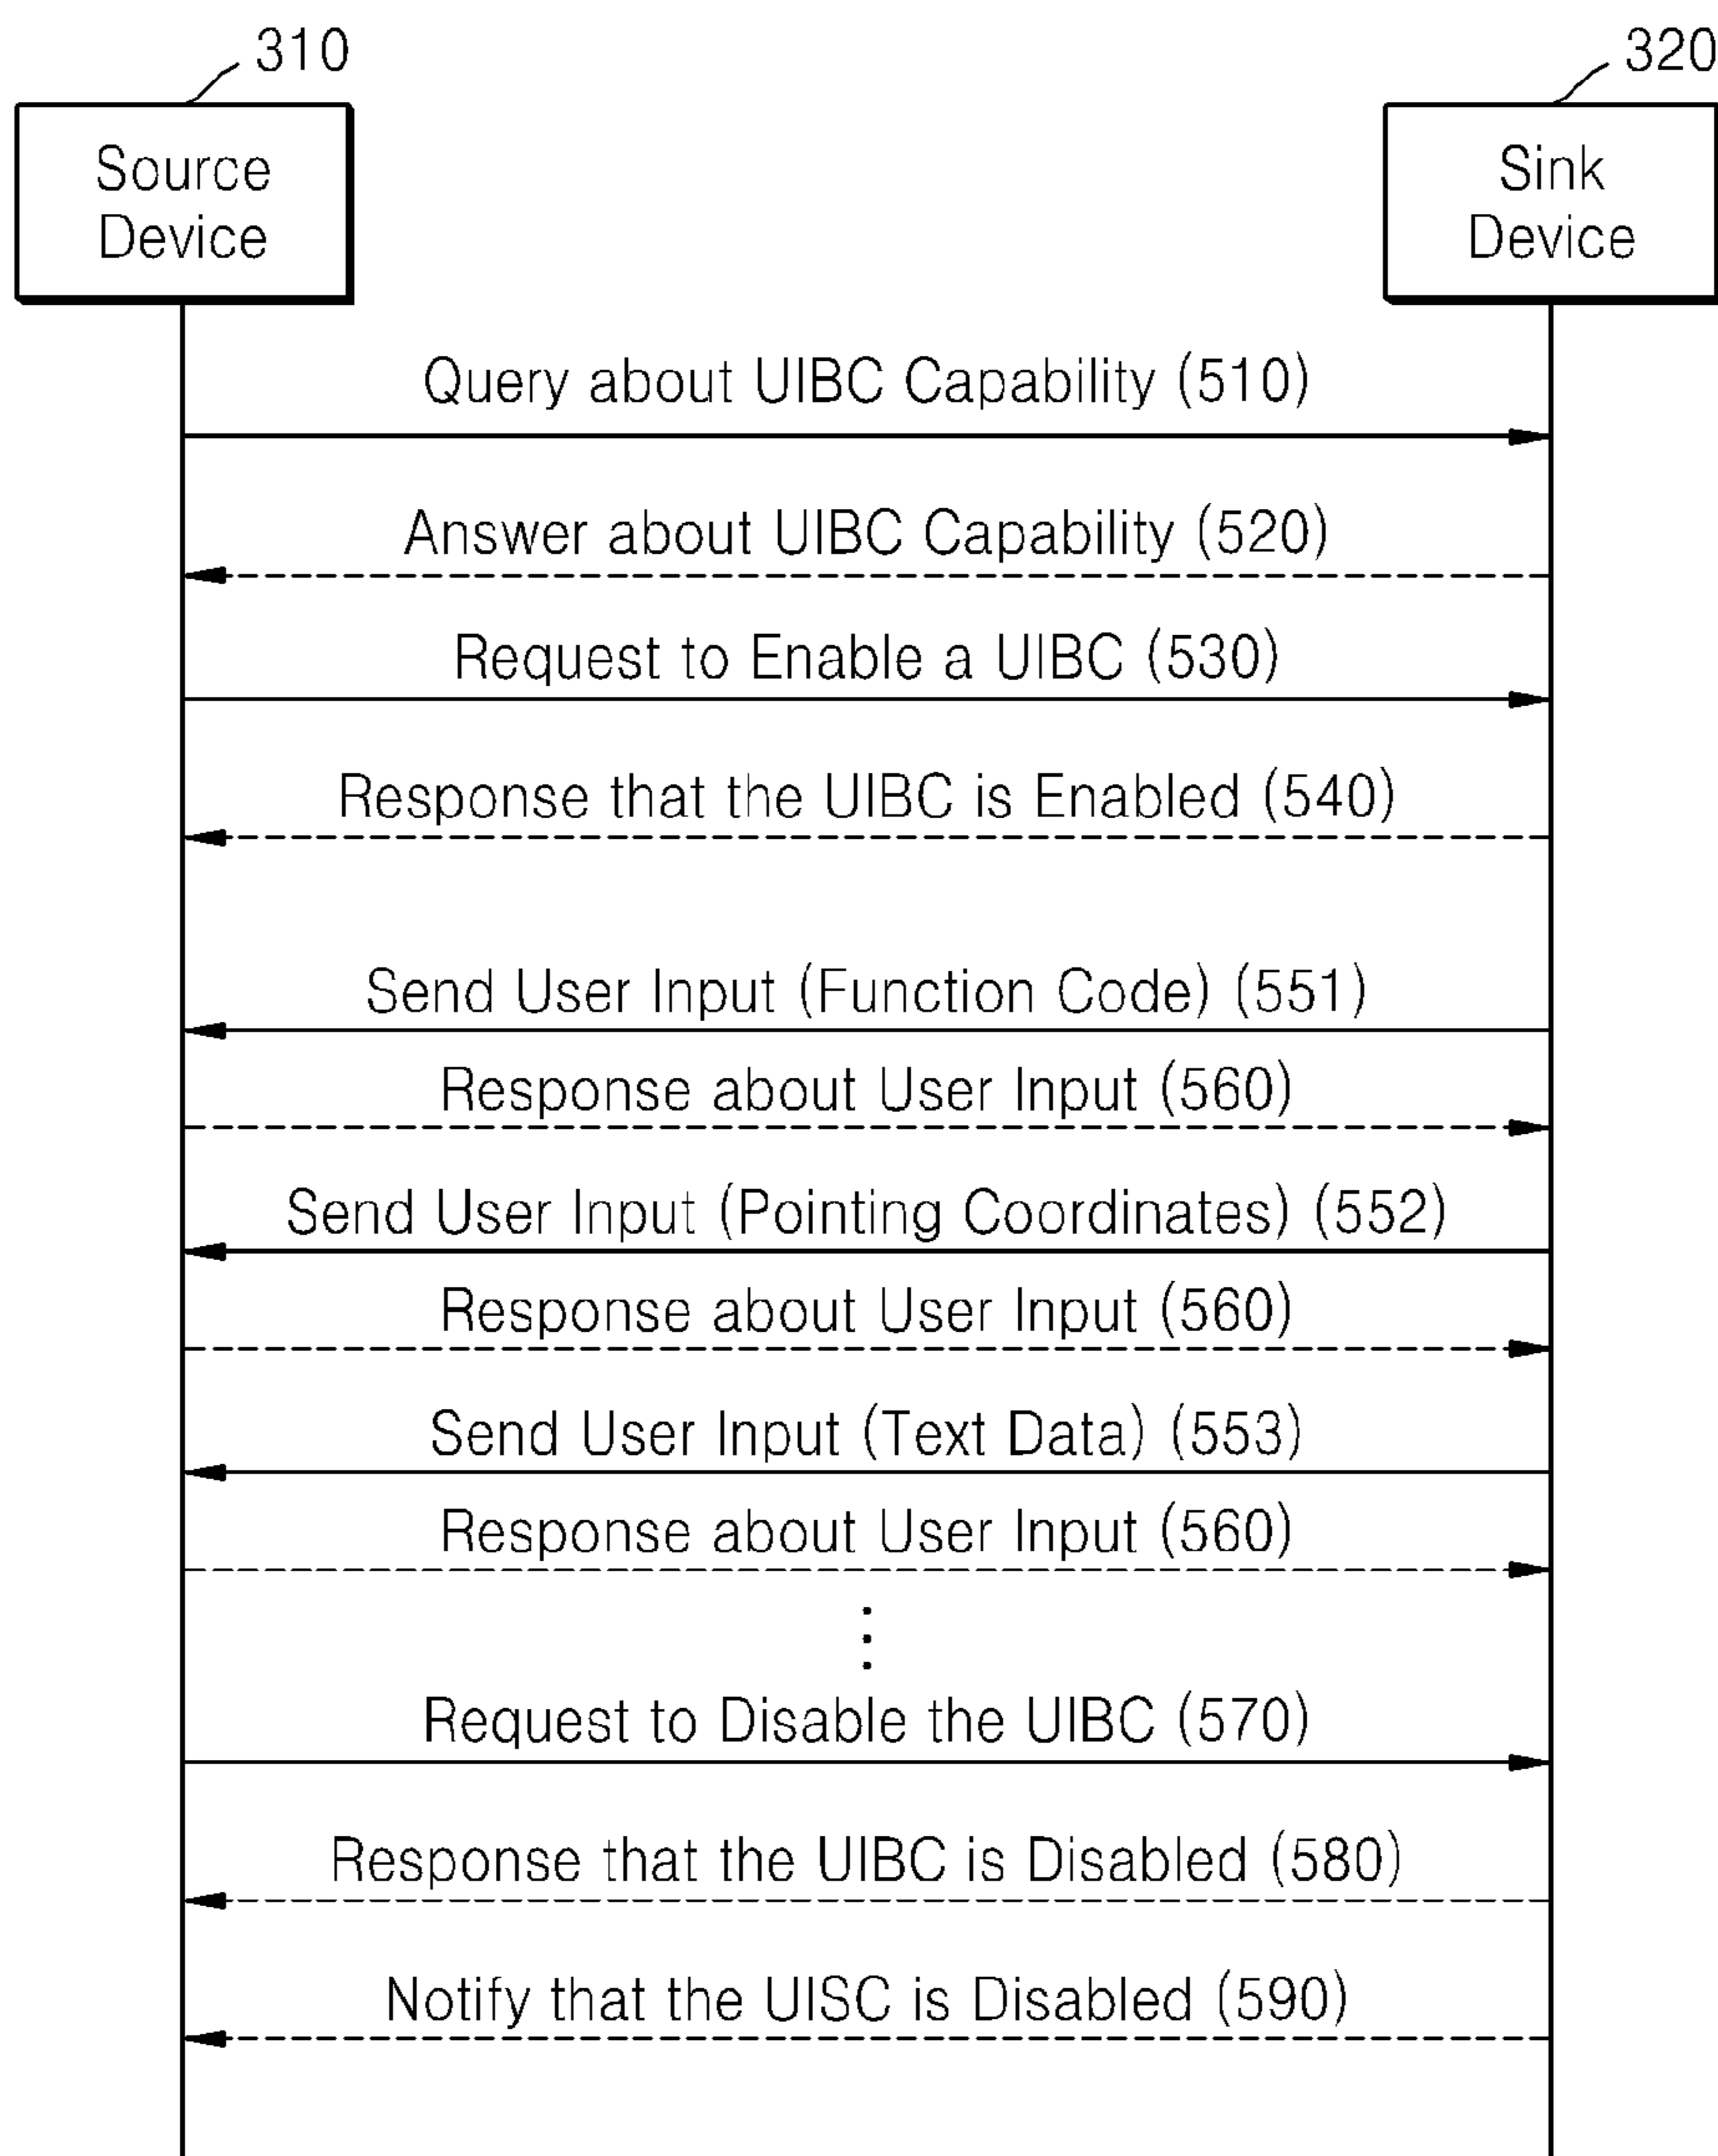 310
320
Source
Device
Sink
Device
Query about UIBC Capability (510)
Answer about UIBC Capability (520)
Request to Enable a UIBC (530)
Response that the UIBC is Enabled (540)
Send User Input (Function Code) (551)
Response about User Input (560)
Send User Input (Pointing Coordinates) (552)
Response about User Input (560)
Send User Input (Text Data) (553)
Response about User Input (560)
Request to Disable the UIBC (570)
Response that the UIBC is Disabled (580)
Notify that the UISC is Disabled (590)